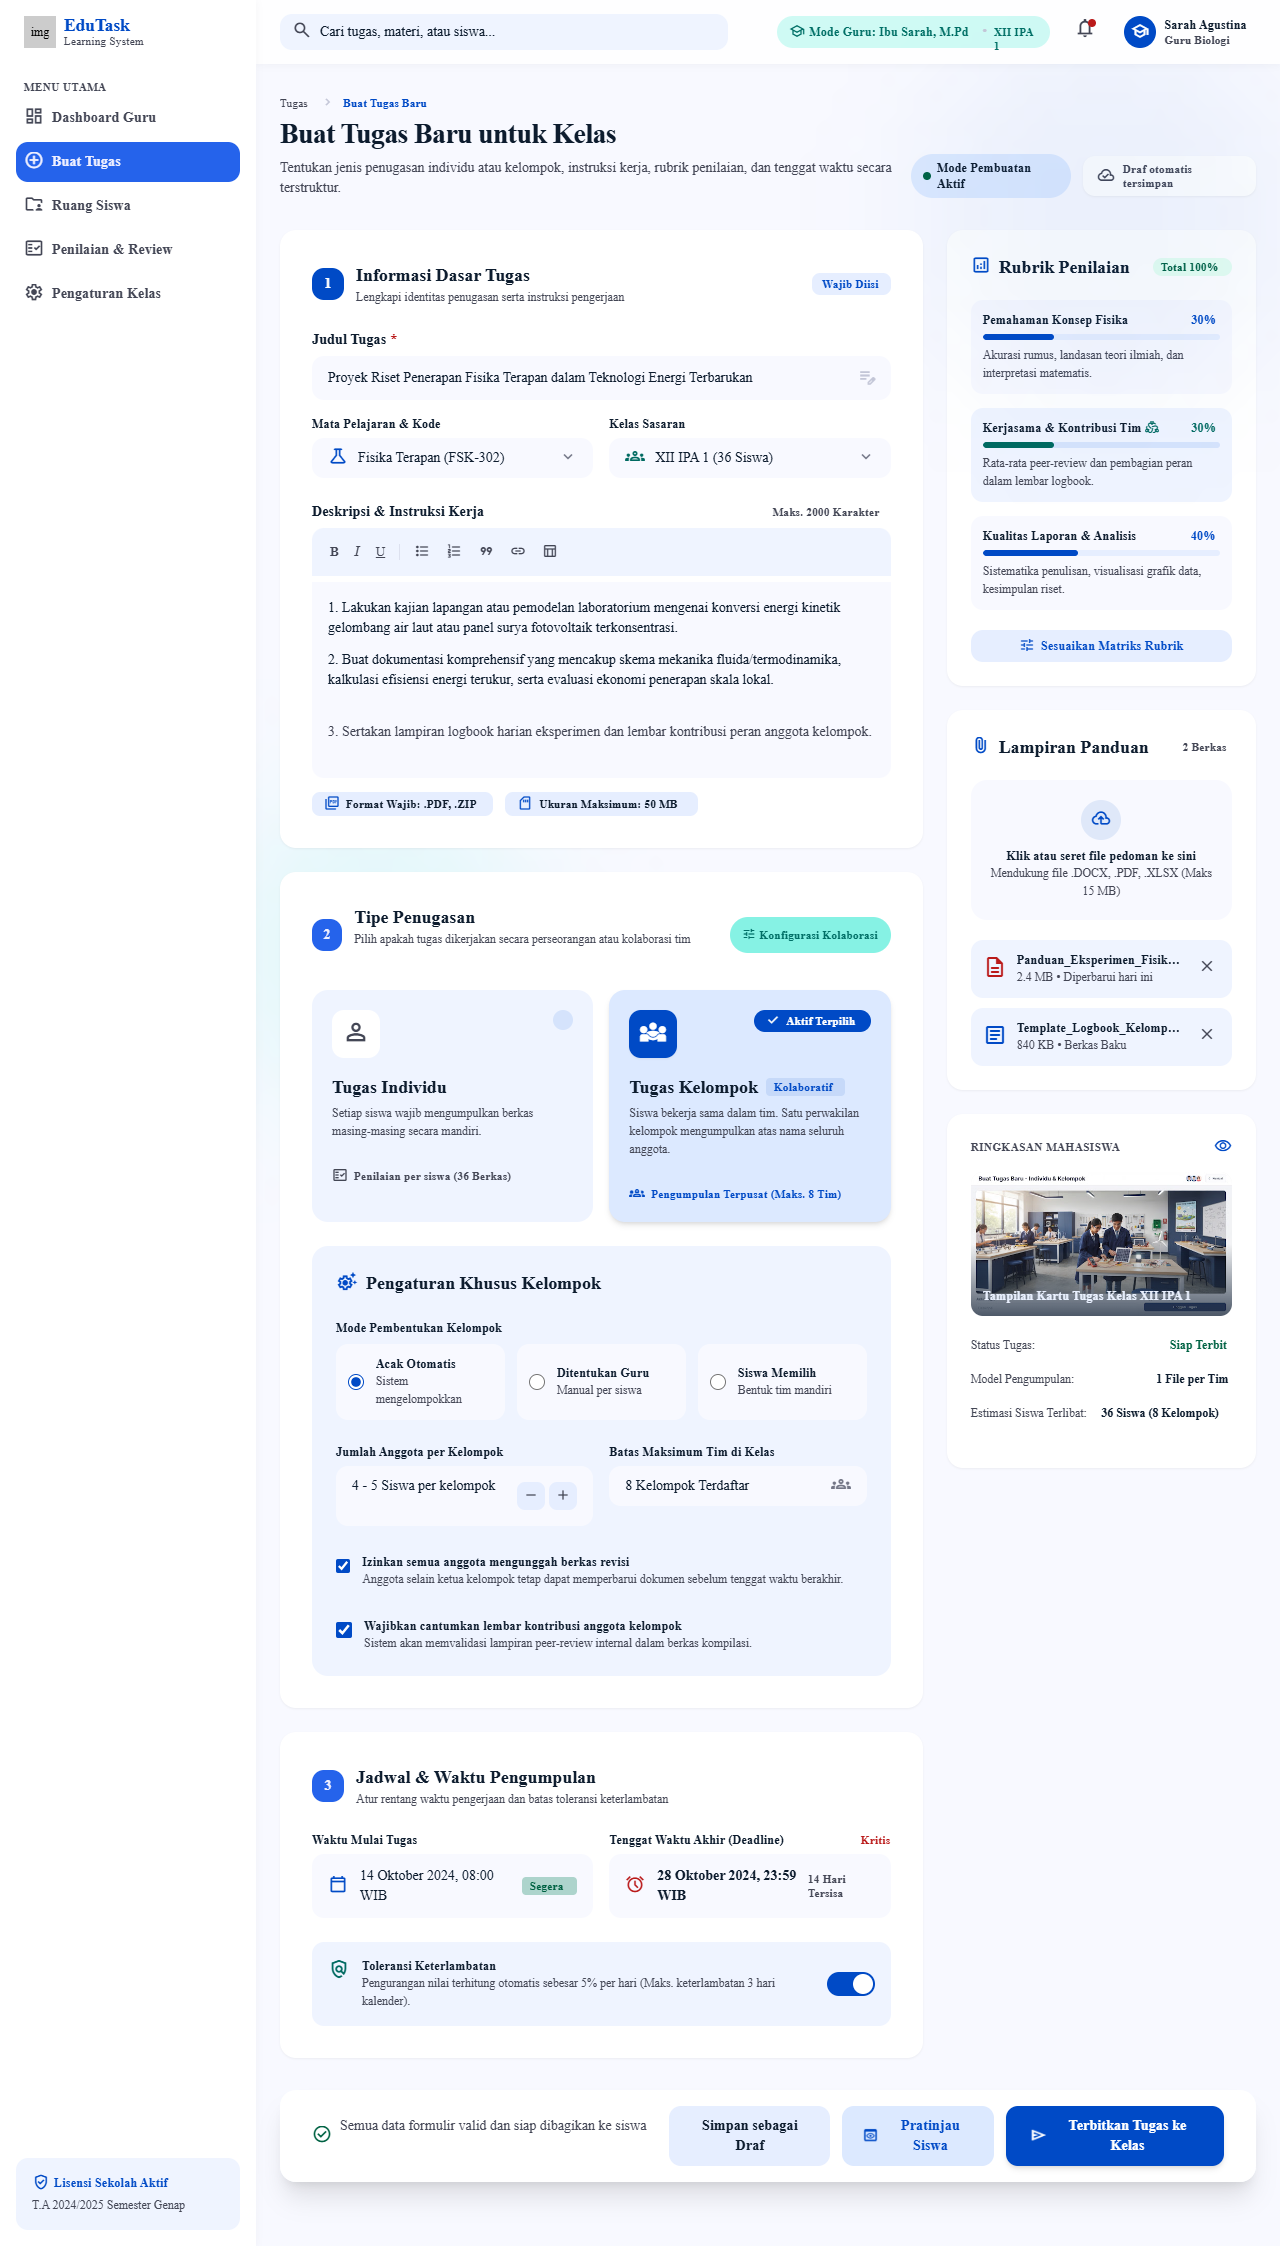 img
EduTask
Learning System
MENU UTAMA
Dashboard Guru
Buat Tugas
Ruang Siswa
Penilaian & Review
Pengaturan Kelas
Lisensi Sekolah Aktif
T.A 2024/2025 Semester Genap
Cari tugas, materi, atau siswa...
Mode Guru: Ibu Sarah, M.Pd
•
XII IPA
1
Sarah Agustina
Guru Biologi
Tugas
Buat Tugas Baru
Buat Tugas Baru untuk Kelas
Tentukan jenis penugasan individu atau kelompok, instruksi kerja, rubrik penilaian, dan tenggat waktu secara
terstruktur.
Mode Pembuatan
Aktif
Draf otomatis
tersimpan
1
Informasi Dasar Tugas
Lengkapi identitas penugasan serta instruksi pengerjaan
Wajib Diisi
Judul Tugas *
Proyek Riset Penerapan Fisika Terapan dalam Teknologi Energi Terbarukan
Mata Pelajaran & Kode
Fisika Terapan (FSK-302)
Kelas Sasaran
XII IPA 1 (36 Siswa)
Deskripsi & Instruksi Kerja
Maks. 2000 Karakter
B I U
1. Lakukan kajian lapangan atau pemodelan laboratorium mengenai konversi energi kinetik
gelombang air laut atau panel surya fotovoltaik terkonsentrasi.
2. Buat dokumentasi komprehensif yang mencakup skema mekanika fluida/termodinamika,
kalkulasi efisiensi energi terukur, serta evaluasi ekonomi penerapan skala lokal.
3. Sertakan lampiran logbook harian eksperimen dan lembar kontribusi peran anggota kelompok.
Format Wajib: .PDF, .ZIP
Ukuran Maksimum: 50 MB
2
Tipe Penugasan
Pilih apakah tugas dikerjakan secara perseorangan atau kolaborasi tim
Konfigurasi Kolaborasi
Tugas Individu
Setiap siswa wajib mengumpulkan berkas
masing-masing secara mandiri.
Penilaian per siswa (36 Berkas)
Aktif Terpilih
Tugas Kelompok
Kolaboratif
Siswa bekerja sama dalam tim. Satu perwakilan
kelompok mengumpulkan atas nama seluruh
anggota.
Pengumpulan Terpusat (Maks. 8 Tim)
Pengaturan Khusus Kelompok
Mode Pembentukan Kelompok
Acak Otomatis
Sistem
mengelompokkan
Ditentukan Guru
Manual per siswa
Siswa Memilih
Bentuk tim mandiri
Jumlah Anggota per Kelompok
4 - 5 Siswa per kelompok
Batas Maksimum Tim di Kelas
8 Kelompok Terdaftar
Izinkan semua anggota mengunggah berkas revisi
Anggota selain ketua kelompok tetap dapat memperbarui dokumen sebelum tenggat waktu berakhir.
Wajibkan cantumkan lembar kontribusi anggota kelompok
Sistem akan memvalidasi lampiran peer-review internal dalam berkas kompilasi.
3
Jadwal & Waktu Pengumpulan
Atur rentang waktu pengerjaan dan batas toleransi keterlambatan
Waktu Mulai Tugas
14 Oktober 2024, 08:00
WIB
Segera
Tenggat Waktu Akhir (Deadline)
Kritis
28 Oktober 2024, 23:59
WIB
14 Hari
Tersisa
Toleransi Keterlambatan
Pengurangan nilai terhitung otomatis sebesar 5% per hari (Maks. keterlambatan 3 hari
kalender).
Rubrik Penilaian
Total 100%
Pemahaman Konsep Fisika
30%
Akurasi rumus, landasan teori ilmiah, dan
interpretasi matematis.
Kerjasama & Kontribusi Tim
30%
Rata-rata peer-review dan pembagian peran
dalam lembar logbook.
Kualitas Laporan & Analisis
40%
Sistematika penulisan, visualisasi grafik data,
kesimpulan riset.
Sesuaikan Matriks Rubrik
Lampiran Panduan
2 Berkas
Klik atau seret file pedoman ke sini
Mendukung file .DOCX, .PDF, .XLSX (Maks
15 MB)
Panduan_Eksperimen_Fisik...
2.4 MB • Diperbarui hari ini
Template_Logbook_Kelomp...
840 KB • Berkas Baku
RINGKASAN MAHASISWA
Buat Tugas Baru - Individu & Kelompok
Tampilan Kartu Tugas Kelas XII IPA 1
Status Tugas:
Siap Terbit
Model Pengumpulan:
1 File per Tim
Estimasi Siswa Terlibat:
36 Siswa (8 Kelompok)
Semua data formulir valid dan siap dibagikan ke siswa
Simpan sebagai
Draf
Pratinjau
Siswa
Terbitkan Tugas ke
Kelas